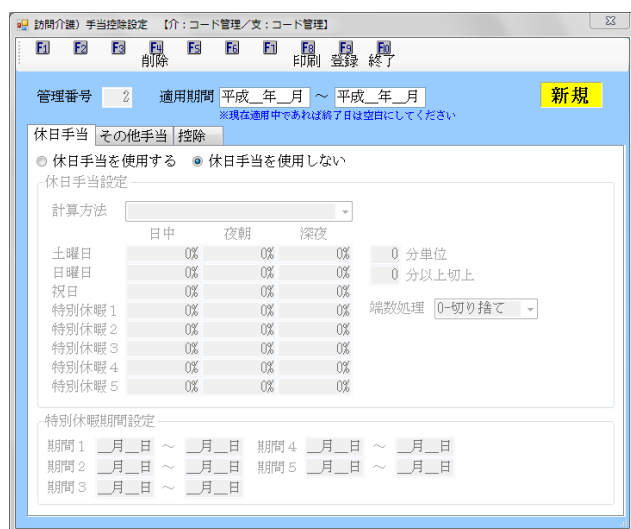 訪問介護）手当控除設定 【介：コード管理／支：コード管理】
F1 F2 F3 F4 F5 F6 F7 F8 F9 F10
削除 印刷 登録 終了
管理番号 2 適用期間 平成__年__月 ～ 平成__年__月 新規
※現在適用中であれば終了日は空白にしてください
休日手当 その他手当 控除
休日手当を使用する 休日手当を使用しない
休日手当設定
計算方法
日中 夜朝 深夜
土曜日 0% 0% 0% 0 分単位
日曜日 0% 0% 0% 0 分以上切上
祝日 0% 0% 0%
特別休暇1 0% 0% 0% 端数処理 0-切り捨て
特別休暇2 0% 0% 0%
特別休暇3 0% 0% 0%
特別休暇4 0% 0% 0%
特別休暇5 0% 0% 0%
特別休暇期間設定
期間1 __月__日 ～ __月__日 期間4 __月__日 ～ __月__日
期間2 __月__日 ～ __月__日 期間5 __月__日 ～ __月__日
期間3 __月__日 ～ __月__日